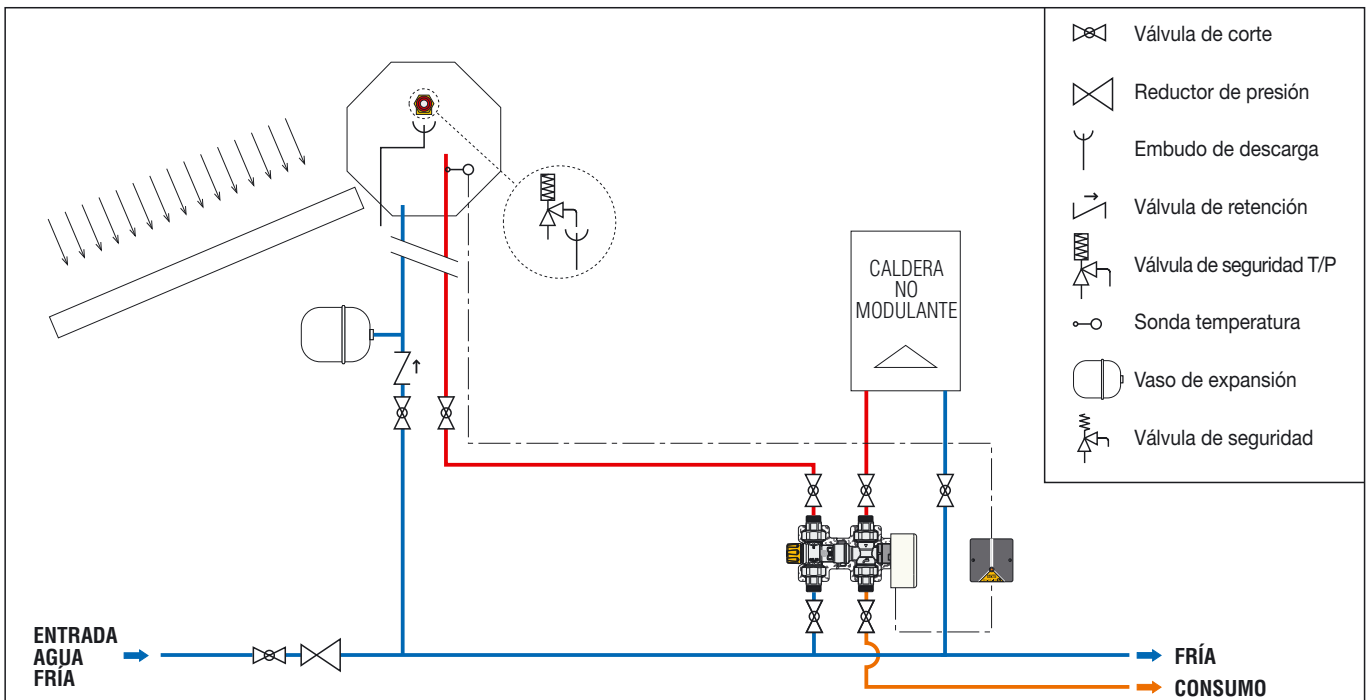 CALDERA
NO
MODULANTE
ENTRADA
AGUA
FRÍA
FRÍA
CONSUMO
Válvula de corte
Reductor de presión
Embudo de descarga
Válvula de retención
Válvula de seguridad T/P
Sonda temperatura
Vaso de expansión
Válvula de seguridad